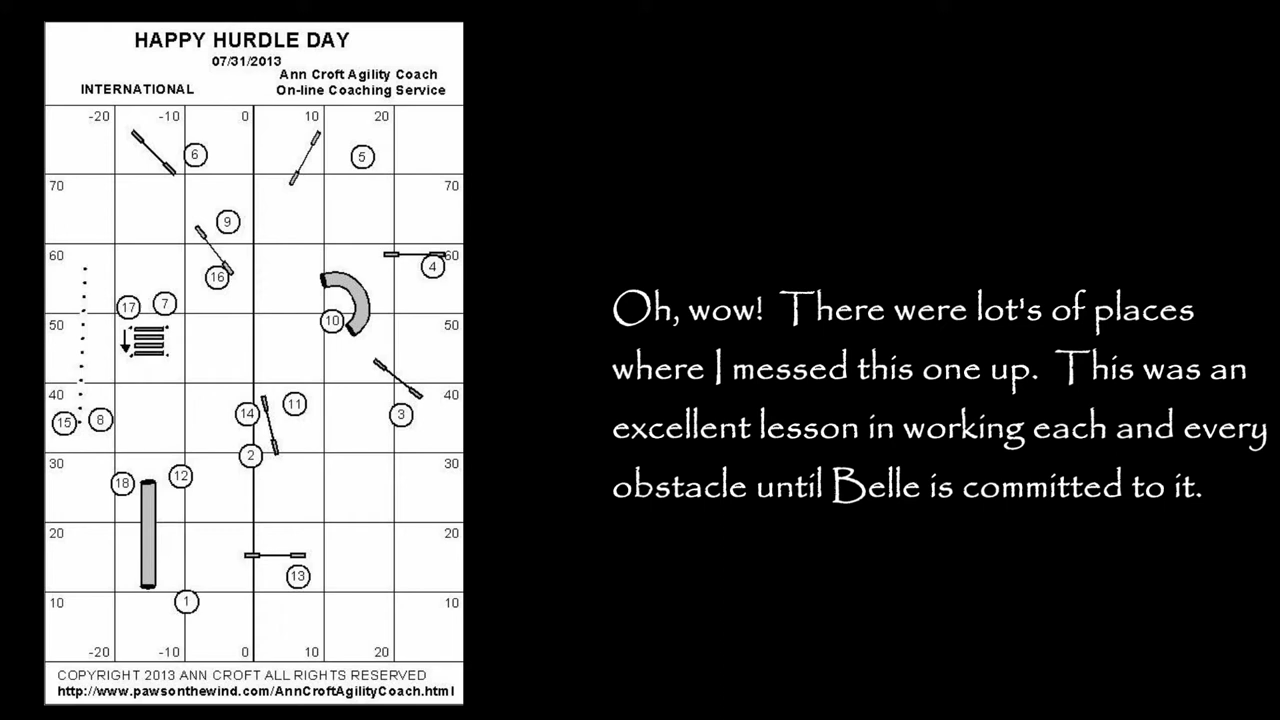 HAPPY HURDLE DAY
07/31/2013
Ann Croft Agility Coach
INTERNATIONAL On-line Coaching Service
-20 -10 0 10 20
6 5
70 70
9
60 60
4
16
17 7
10
50 50
40 40
14 11 3
15 8
2
30 30
12
18
20 20
13
1
10 10
-20 -10 0 10 20
COPYRIGHT 2013 ANN CROFT ALL RIGHTS RESERVED
http://www.pawsonthewind.com/AnnCroftAgilityCoach.html
Oh, wow! There were lot's of places
where I messed this one up. This was an
excellent lesson in working each and every
obstacle until Belle is committed to it.